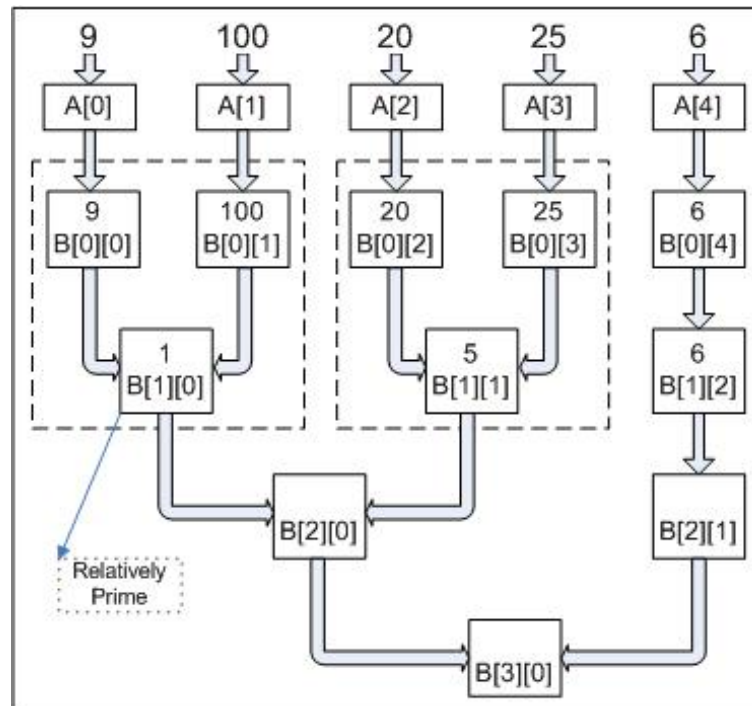 9 100 20 25 6
A[0] A[1] A[2] A[3] A[4]
9 100 20 25 6
B[0][0] B[0][1] B[0][2] B[0][3] B[0][4]
1 5 6
B[1][0] B[1][1] B[1][2]
B[2][0] B[2][1]
Relatively
Prime
B[3][0]